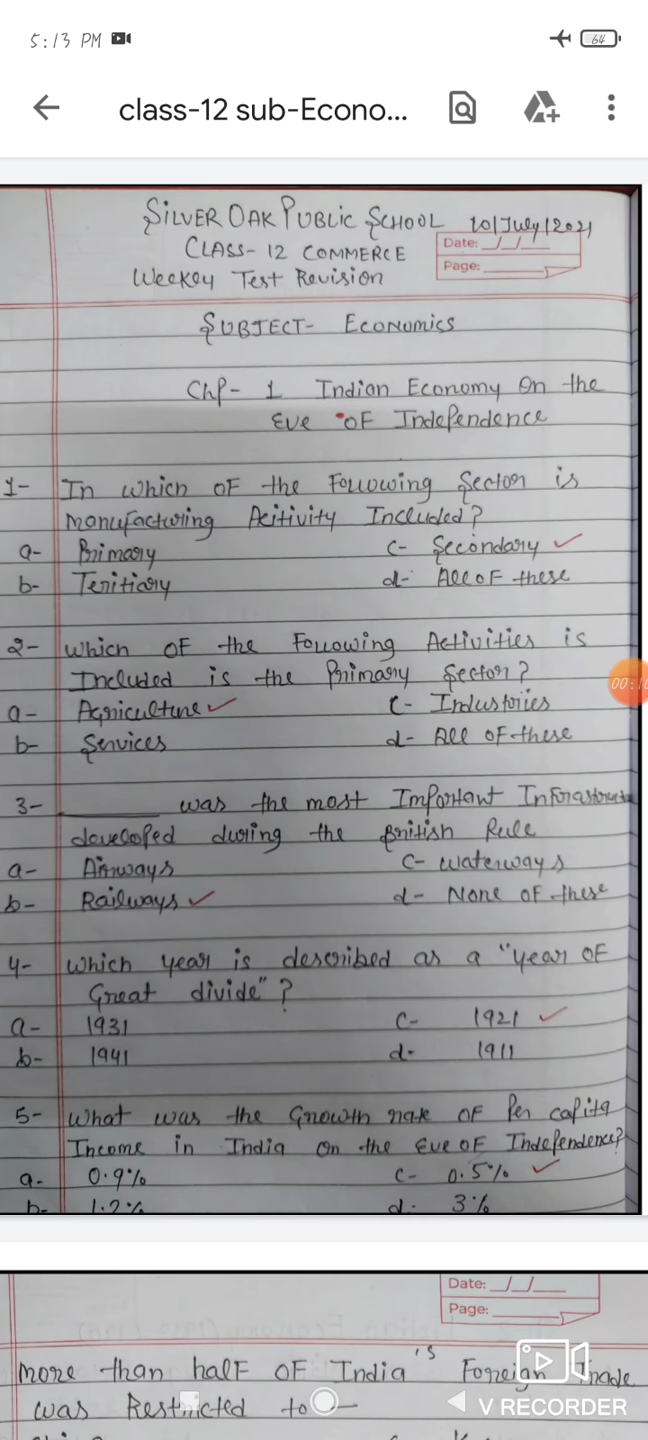 5:13 PM
64
class-12 sub-Econo...
SILVER OAK PUBLIC SCHOOL 10/July/2021
CLASS- 12 COMMERCE
Date: _/_/_
Weekey Test Revision
Page:
SUBJECT- Economics
Chp- 1 Indian Economy On the
Eve OF Independence
1- In which OF the Following Sector is
Manufacturing Acitivity Included?
a- Primary c- Secondary ✓
b- Teritiary d- All OF these
2- which OF the Following Activities is
Included is the Primary Sector?
a- Agriculture ✓ C- Industories
b- Services d- All OF these
3- ________ was the most Important
developed during the British Rule
a- Airways C- waterways
b- Railways ✓ d- None OF these
4- which year is described as a "year OF
Great divide"?
a- 1931 C- 1921 ✓
b- 1941 d- 1911
5- What was the Growth rate OF Per capita
Income in India On the Eve OF Independence?
a- 0.9% c- 0.5% ✓
b- 1.2% d- 3%
Date: _/_/_
Page:
more than half OF India's Foreign Trade
was Restricted to -
V RECORDER